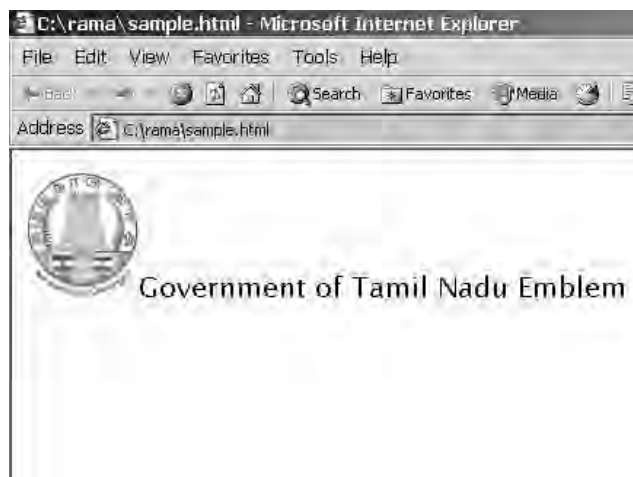 C:\rama\sample.html - Microsoft Internet Explorer
File Edit View Favorites Tools Help
Back Search Favorites Media
Address C:\rama\sample.html
Government of Tamil Nadu Emblem